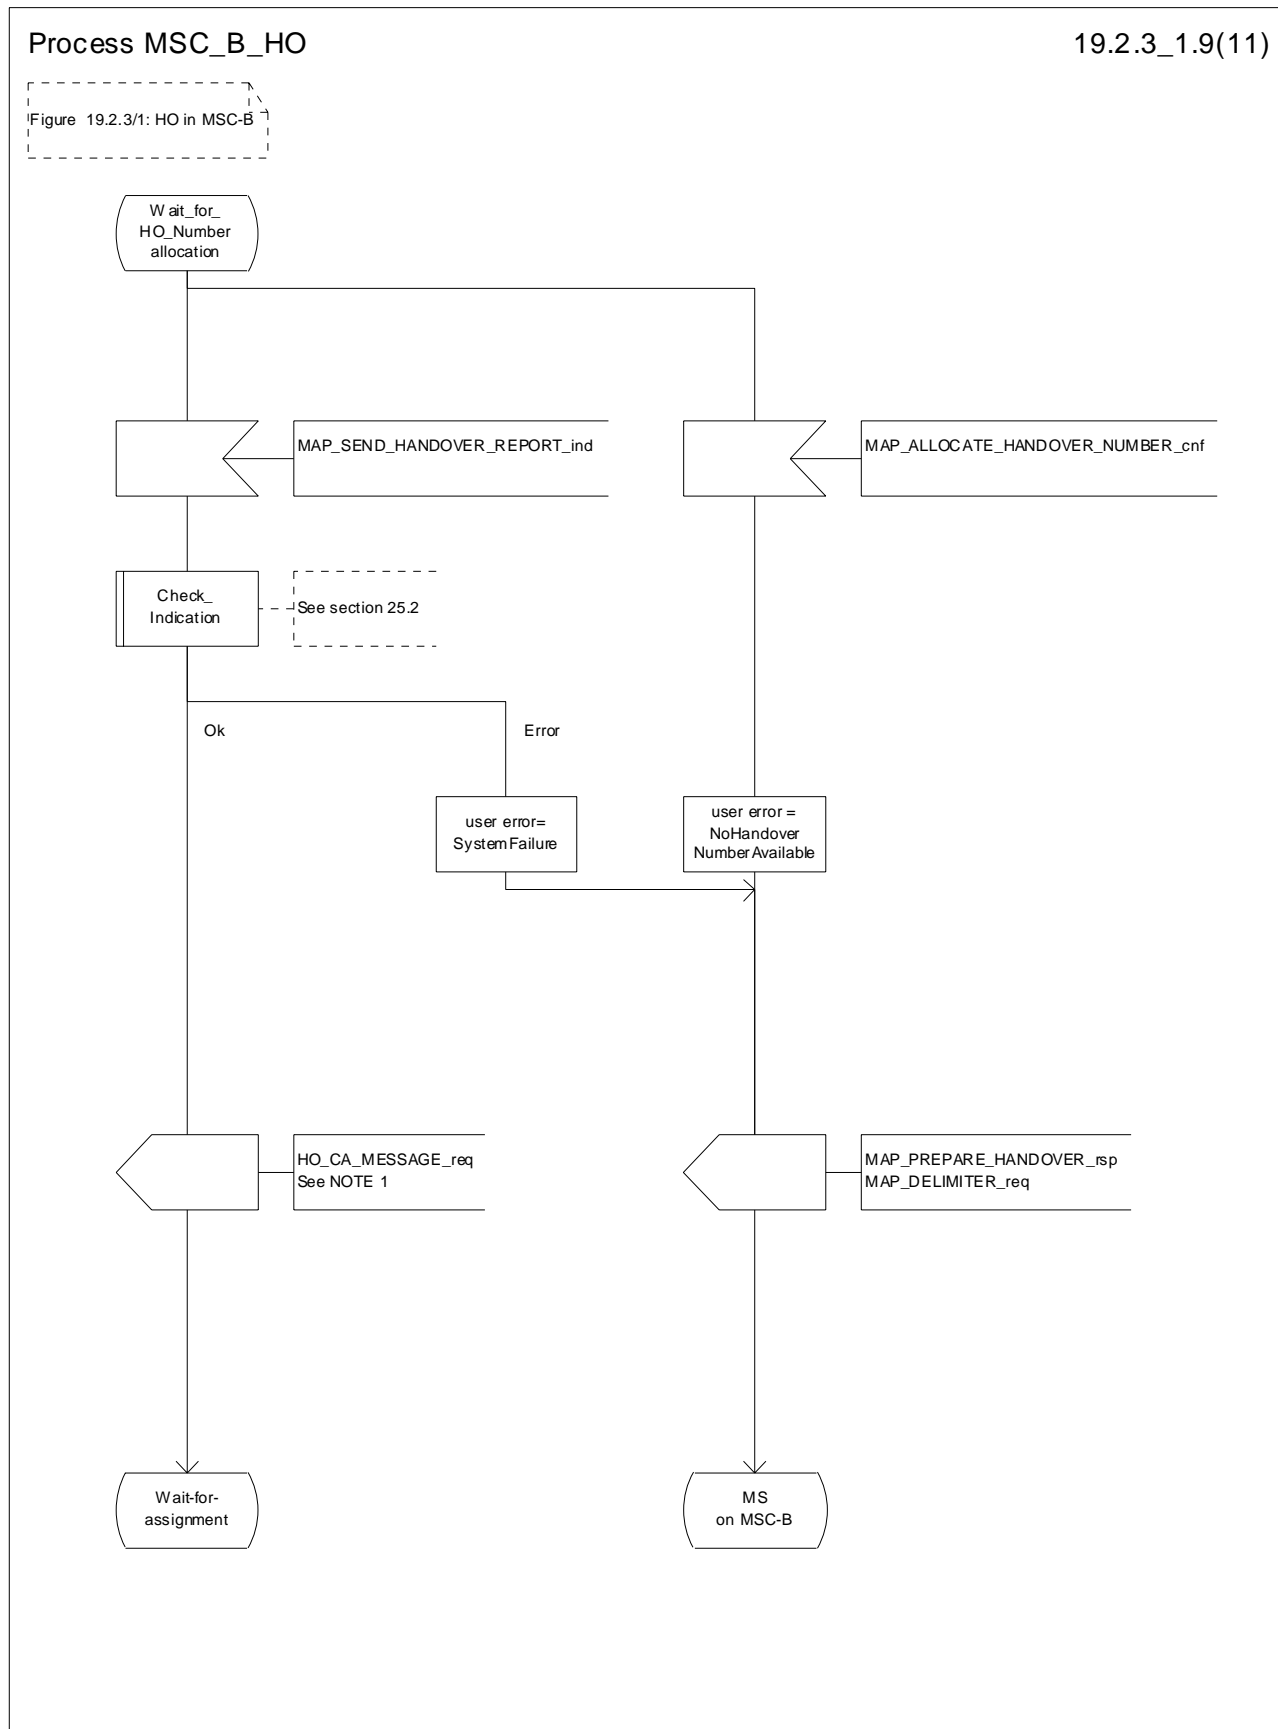 Process MSC_B_HO
19.2.3_1.9(11)
Figure 19.2.3/1: HO in MSC-B
Wait_for_
HO_Number
allocation
MAP_SEND_HANDOVER_REPORT_ind
MAP_ALLOCATE_HANDOVER_NUMBER_cnf
Check_
Indication
See section 25.2
Ok
Error
user error=
SystemFailure
user error =
NoHandover
NumberAvailable
HO_CA_MESSAGE_req
See NOTE 1
MAP_PREPARE_HANDOVER_rsp
MAP_DELIMITER_req
Wait-for-
assignment
MS
on MSC-B